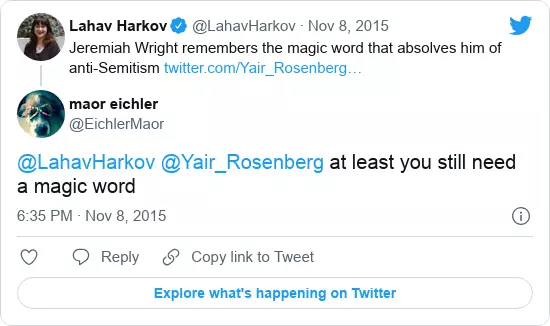 Lahav Harkov @LahavHarkov · Nov 8, 2015
Jeremiah Wright remembers the magic word that absolves him of
anti-Semitism twitter.com/Yair_Rosenberg…
maor eichler
@EichlerMaor
@LahavHarkov @Yair_Rosenberg at least you still need
a magic word
6:35 PM · Nov 8, 2015
Reply Copy link to Tweet
Explore what's happening on Twitter